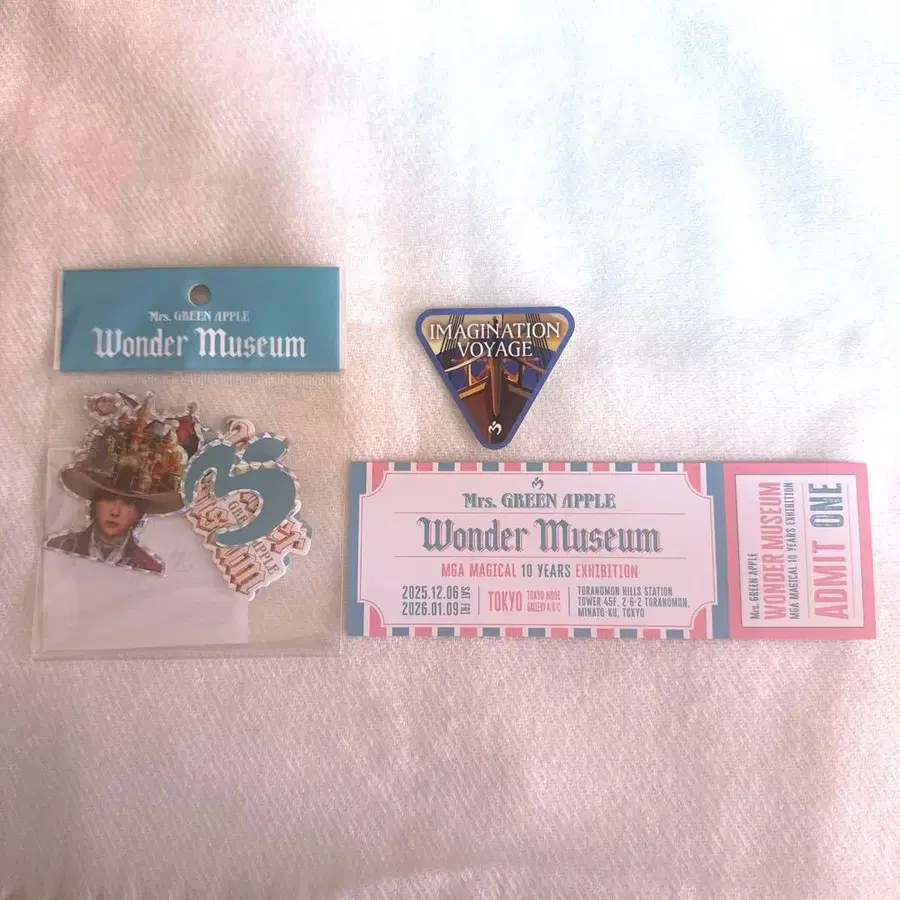 Mrs. GREEN APPLE
Wonder Museum
IMAGINATION
VOYAGE
Mrs. GREEN APPLE
Wonder Museum
MGA MAGICAL 10 YEARS EXHIBITION
2025.12.06 SAT
2026.01.09 FRI
TOKYO
TOKYO NODE
GALLERY A/B/C
TORANOMON HILLS STATION
TOWER 45F, 2-6-2 TORANOMON,
MINATO-KU, TOKYO
Mrs. GREEN APPLE
WONDER MUSEUM
MGA MAGICAL 10 YEARS EXHIBITION
ADMIT ONE